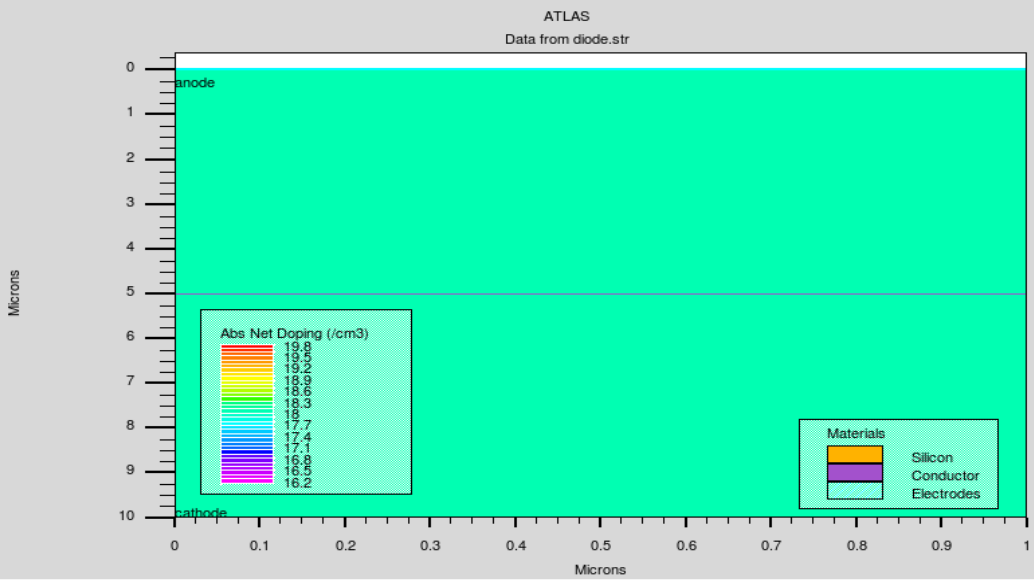 ATLAS
Data from diode.str
0
anode
1
2
3
4
5
Microns
6
Abs Net Doping (/cm3)
19.8
19.5
19.2
18.9
18.6
18.3
18
17.7
17.4
17.1
16.8
16.5
16.2
7
8
Materials
Silicon
Conductor
Electrodes
9
cathode
10
0 0.1 0.2 0.3 0.4 0.5 0.6 0.7 0.8 0.9 1
Microns